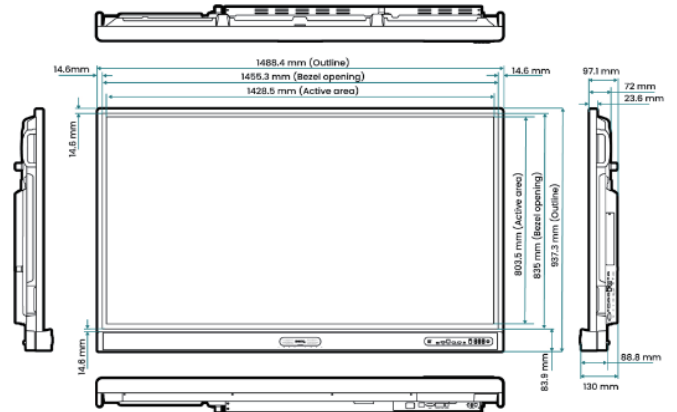 1488.4 mm (Outline)
14.6mm
1455.3 mm (Bezel opening)
14.6 mm
1428.5 mm (Active area)
97.1 mm
72 mm
23.6 mm
14.6 mm
803.5 mm (Active area)
835 mm (Bezel opening)
937.3 mm (Outline)
14.6 mm
83.9 mm
88.8 mm
130 mm